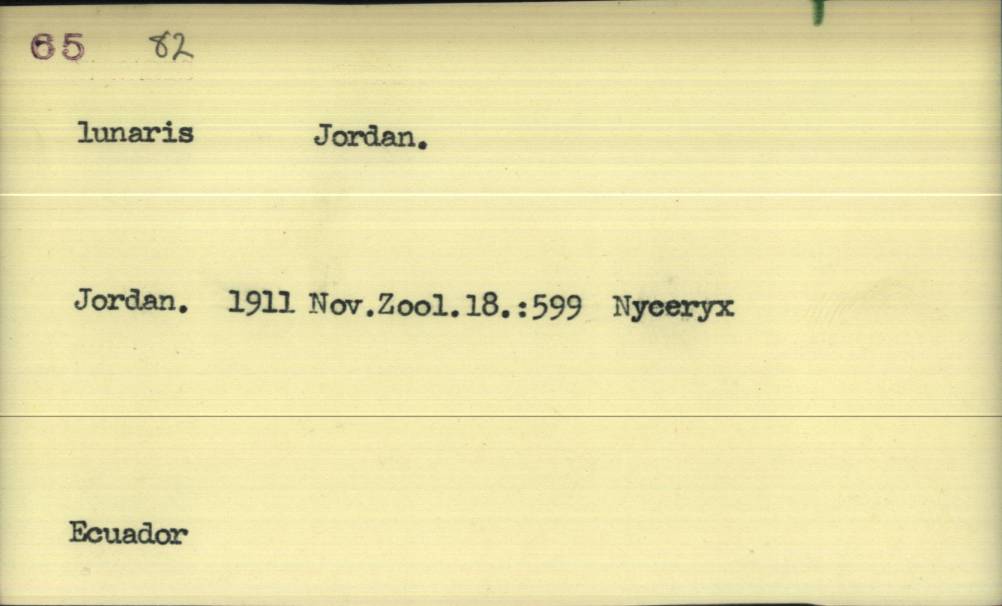 65 82
lunaris Jordan.
Jordan. 1911 Nov.Zool.18.:599 Nyceryx
Ecuador